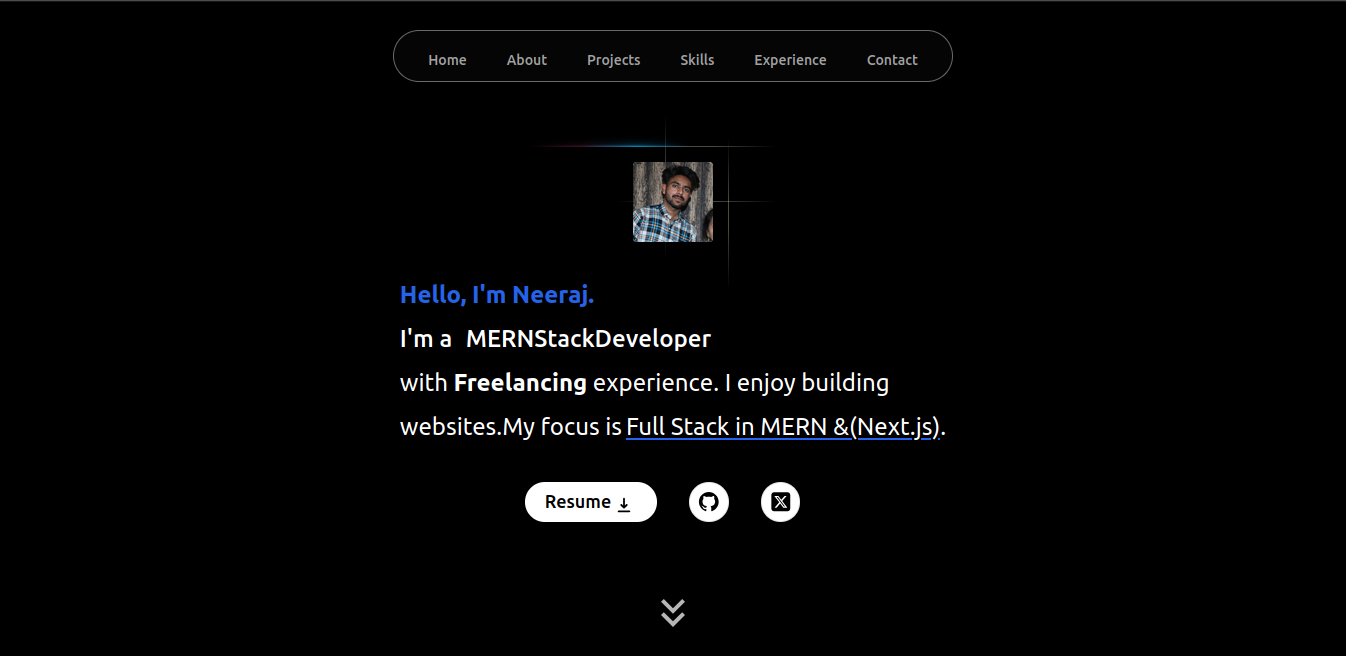 Home About Projects Skills Experience Contact
Hello, I'm Neeraj.
I'm a MERNStackDeveloper
with Freelancing experience. I enjoy building
websites.My focus is Full Stack in MERN &(Next.js).
Resume